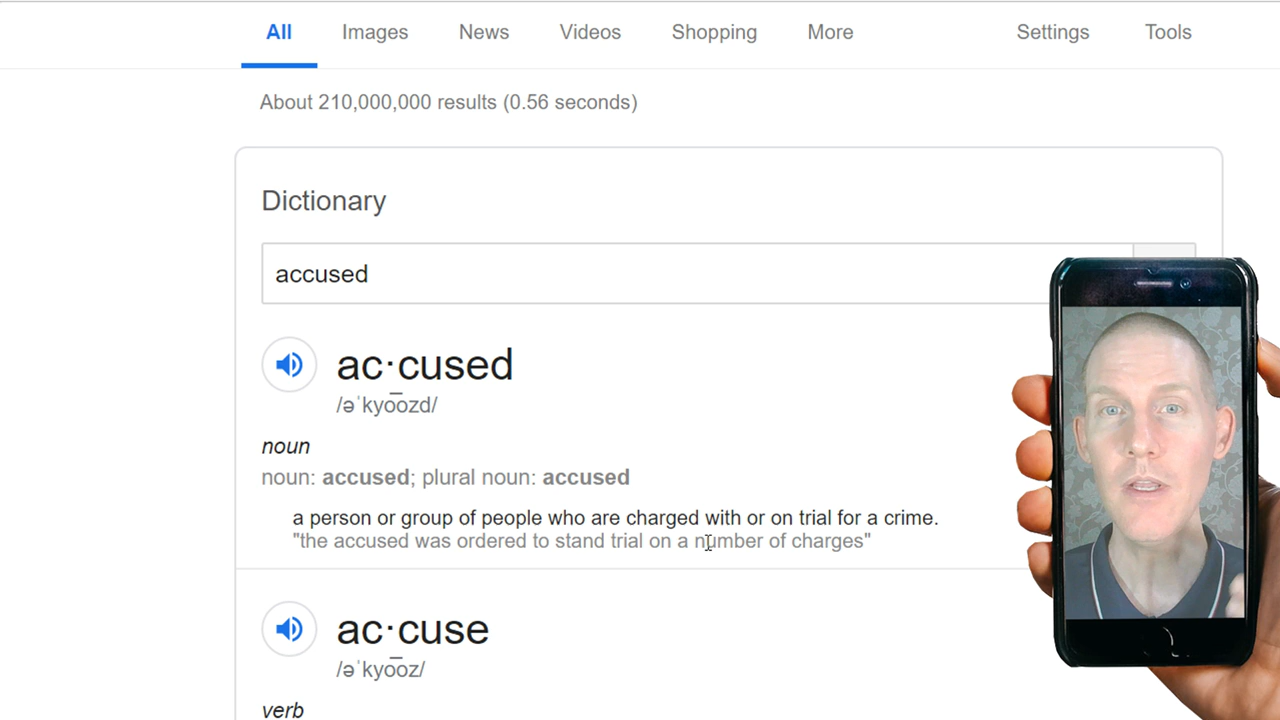 All Images News Videos Shopping More Settings Tools
About 210,000,000 results (0.56 seconds)
Dictionary
accused
ac·cused
/əˈkyo͞ozd/
noun
noun: accused; plural noun: accused
a person or group of people who are charged with or on trial for a crime.
"the accused was ordered to stand trial on a number of charges"
ac·cuse
/əˈkyo͞oz/
verb